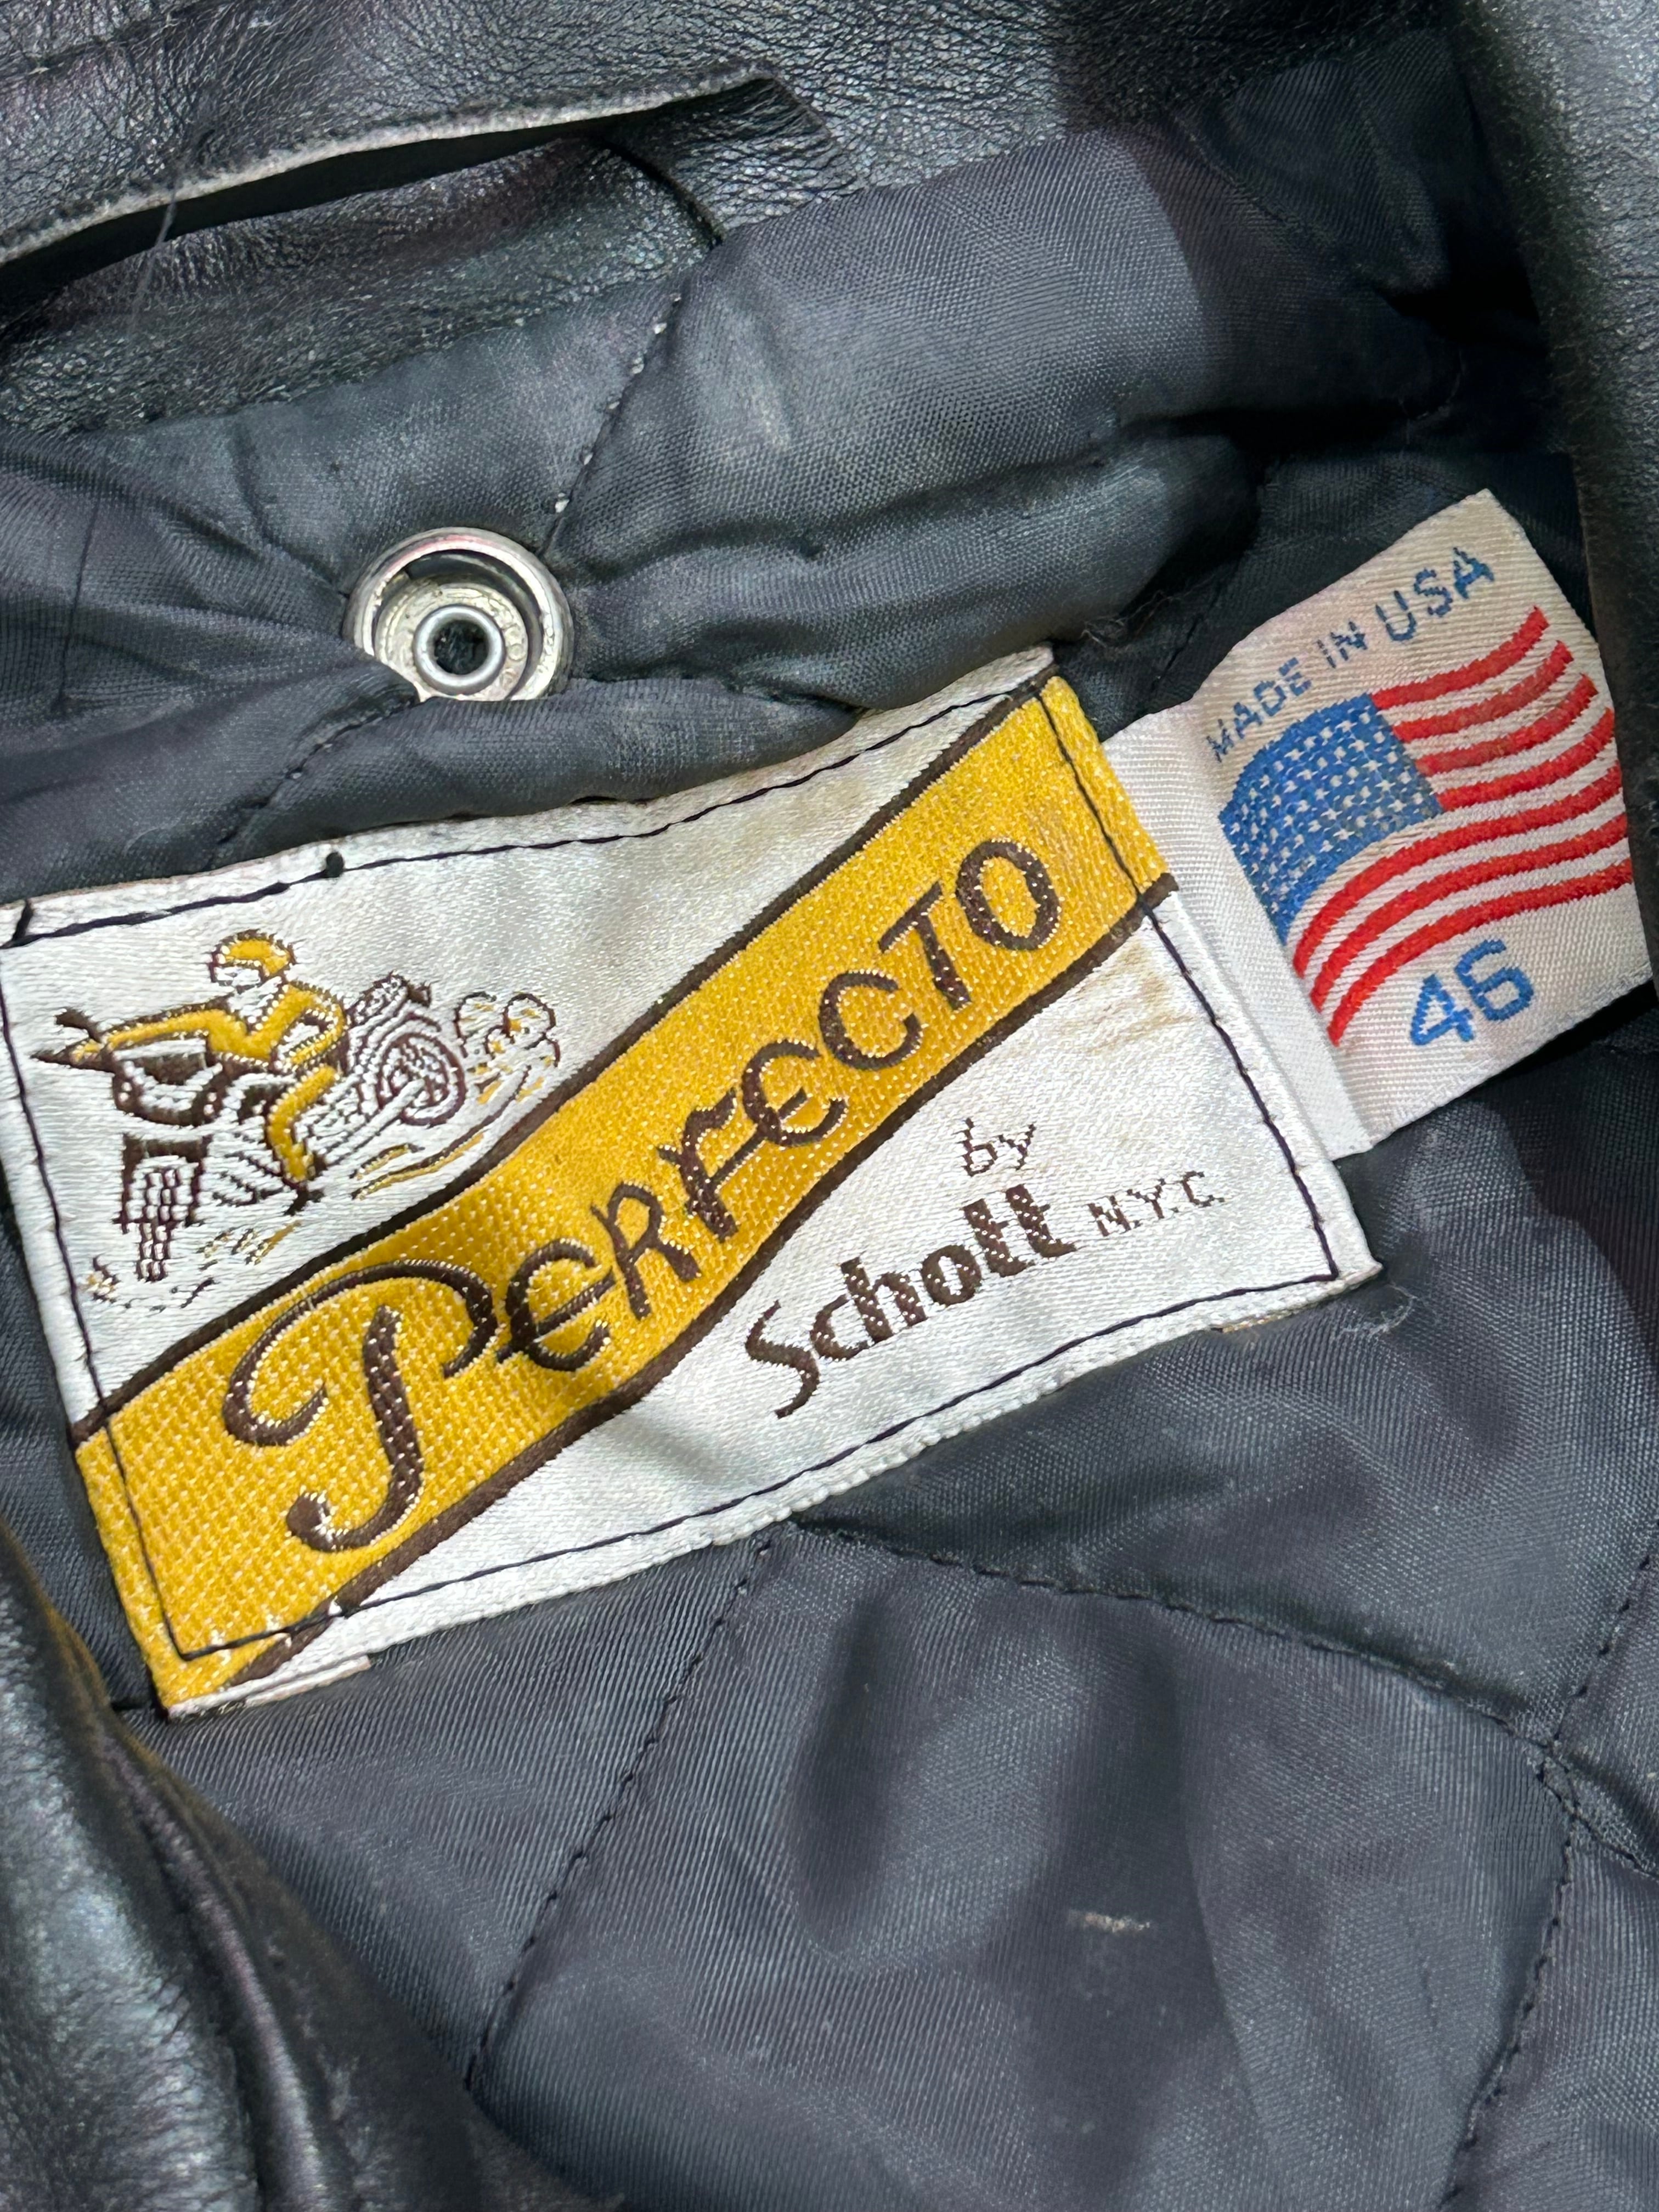 PERFECTO
by
Schott N.Y.C.
MADE IN USA
46